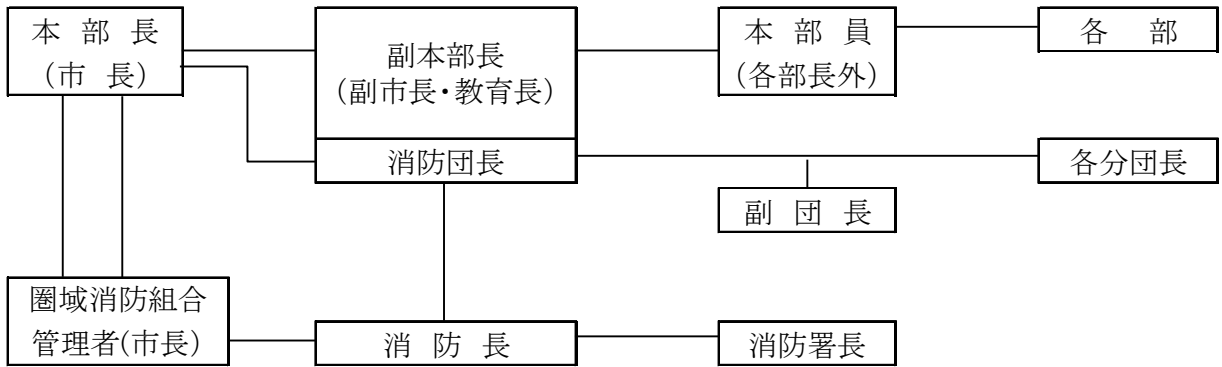 本部長
(市長)
副本部長
(副市長・教育長)
消防団長
本部員
(各部長外)
各部
各分団長
副団長
圏域消防組合
管理者(市長)
消防長
消防署長